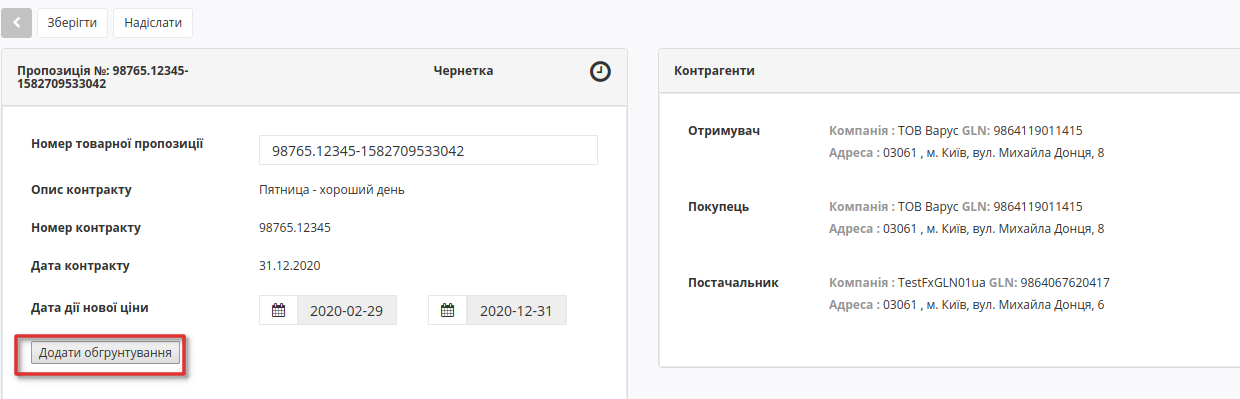 Зберігти Надіслати
Пропозиція №: 98765.12345-
1582709533042
Чернетка
Номер товарної пропозиції 98765.12345-1582709533042
Опис контракту Пятница - хороший день
Номер контракту 98765.12345
Дата контракту 31.12.2020
Дата дії нової ціни 2020-02-29 2020-12-31
Додати обгрунтування
Контрагенти
Отримувач Компанія : ТОВ Варус GLN: 9864119011415
Адреса : 03061 , м. Київ, вул. Михайла Донця, 8
Покупець Компанія : ТОВ Варус GLN: 9864119011415
Адреса : 03061 , м. Київ, вул. Михайла Донця, 8
Постачальник Компанія : TestFxGLN01ua GLN: 9864067620417
Адреса : 03061 , м. Київ, вул. Михайла Донця, 6